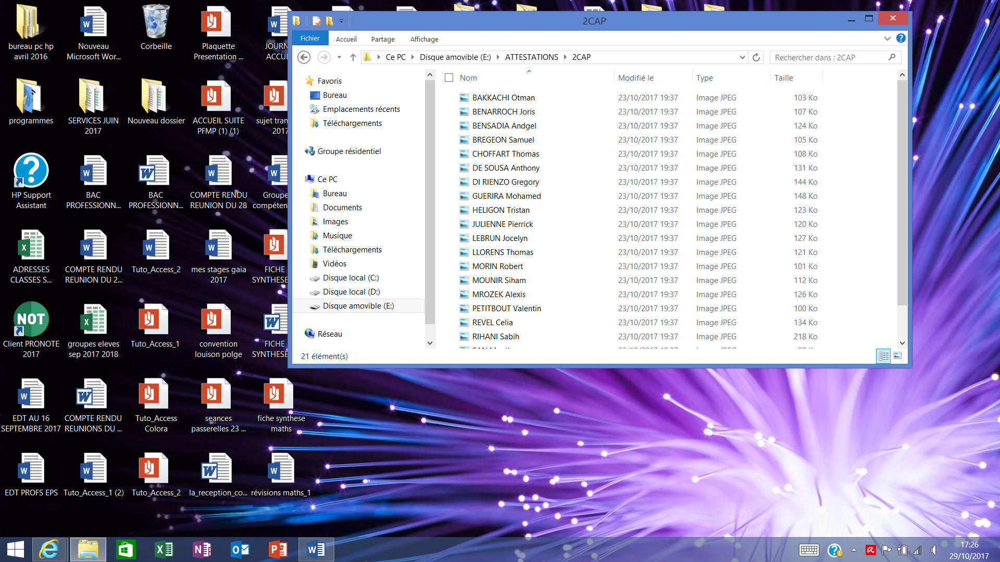 bureau pc hp
avril 2016
Nouveau
Microsoft Wor...
Corbeille
Plaquette
Presentation ...
JOURN
ACCUE
programmes
SERVICES JUIN
2017
Nouveau dossier
ACCUEIL SUITE
PFMP (1) (1)
sujet tran
2017
HP Support
Assistant
BAC
PROFESSIONN...
BAC
PROFESSIONN...
COMPTE RENDU
REUNION DU 28
Groupe
compéten
ADRESSES
CLASSES S...
COMPTE RENDU
REUNION DU 2...
Tuto_Access_2
mes stages gaia
2017
FICHE
SYNTHESE
NOT
Client PRONOTE
2017
groupes eleves
sep 2017 2018
Tuto_Access_1
convention
louison polge
FICHE
SYNTHESE
EDT AU 16
SEPTEMBRE 2017
COMPTE RENDU
REUNIONS DU ...
Tuto_Access
Colora
seances
passerelles 23 ...
fiche synthese
maths
EDT PROFS EPS
Tuto_Access_1 (2)
Tuto_Access_2
la_reception_co...
révisions maths_1
2CAP
Fichier Accueil Partage Affichage
Ce PC Disque amovible (E:) ATTESTATIONS 2CAP
Rechercher dans : 2CAP
Favoris
Bureau
Emplacements récents
Téléchargements
Groupe résidentiel
Ce PC
Bureau
Documents
Images
Musique
Téléchargements
Vidéos
Disque local (C:)
Disque local (D:)
Disque amovible (E:)
Réseau
Nom Modifié le Type Taille
BAKKACHI Otman 23/10/2017 19:37 Image JPEG 103 Ko
BENARROCH Joris 23/10/2017 19:37 Image JPEG 107 Ko
BENSADIA Andgel 23/10/2017 19:37 Image JPEG 124 Ko
BREGEON Samuel 23/10/2017 19:37 Image JPEG 105 Ko
CHOFFART Thomas 23/10/2017 19:37 Image JPEG 108 Ko
DE SOUSA Anthony 23/10/2017 19:37 Image JPEG 131 Ko
DI RIENZO Gregory 23/10/2017 19:37 Image JPEG 144 Ko
GUERIRA Mohamed 23/10/2017 19:37 Image JPEG 148 Ko
HELIGON Tristan 23/10/2017 19:37 Image JPEG 123 Ko
JULIENNE Pierrick 23/10/2017 19:37 Image JPEG 120 Ko
LEBRUN Jocelyn 23/10/2017 19:37 Image JPEG 127 Ko
LLORENS Thomas 23/10/2017 19:37 Image JPEG 121 Ko
MORIN Robert 23/10/2017 19:37 Image JPEG 101 Ko
MOUNIR Siham 23/10/2017 19:37 Image JPEG 112 Ko
MROZEK Alexis 23/10/2017 19:37 Image JPEG 126 Ko
PETITBOUT Valentin 23/10/2017 19:37 Image JPEG 100 Ko
REVEL Celia 23/10/2017 19:37 Image JPEG 134 Ko
RIHANI Sabih 23/10/2017 19:37 Image JPEG 218 Ko
21 élément(s)
17:26
29/10/2017